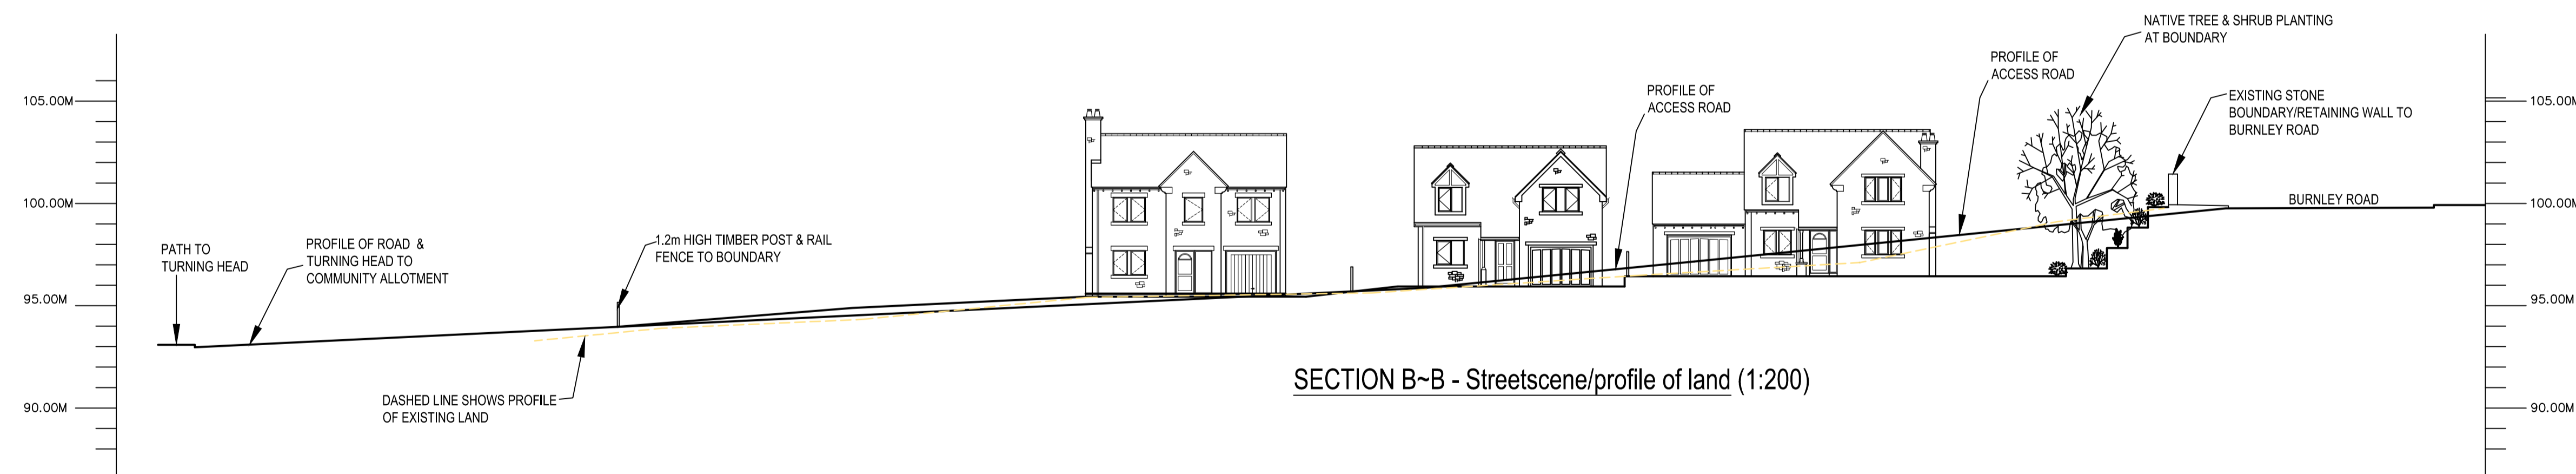 NATIVE TREE & SHRUB PLANTING
AT BOUNDARY
PROFILE OF
ACCESS ROAD
PROFILE OF
ACCESS ROAD
EXISTING STONE
BOUNDARY/RETAINING WALL TO
BURNLEY ROAD
105.00M
105.00M
100.00M
100.00M
BURNLEY ROAD
PATH TO
TURNING HEAD
PROFILE OF ROAD &
TURNING HEAD TO
COMMUNITY ALLOTMENT
1.2m HIGH TIMBER POST & RAIL
FENCE TO BOUNDARY
95.00M
95.00M
DASHED LINE SHOWS PROFILE
OF EXISTING LAND
90.00M
90.00M
SECTION B~B - Streetscene/profile of land (1:200)